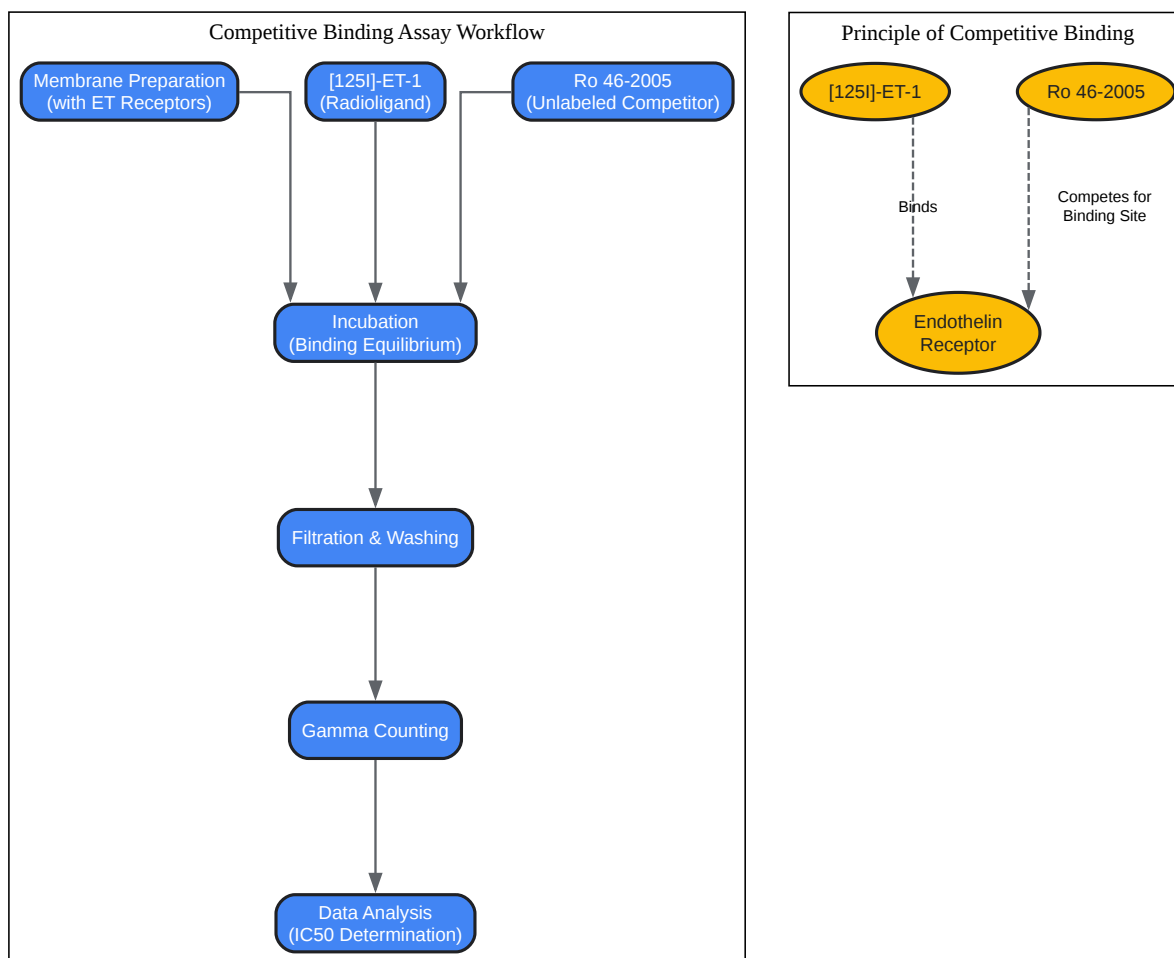 Competitive Binding Assay Workflow
Membrane Preparation
(with ET Receptors)
[125I]-ET-1
(Radioligand)
Ro 46-2005
(Unlabeled Competitor)
Incubation
(Binding Equilibrium)
Filtration & Washing
Gamma Counting
Data Analysis
(IC50 Determination)
Principle of Competitive Binding
[125I]-ET-1
Ro 46-2005
Binds
Competes for
Binding Site
Endothelin
Receptor